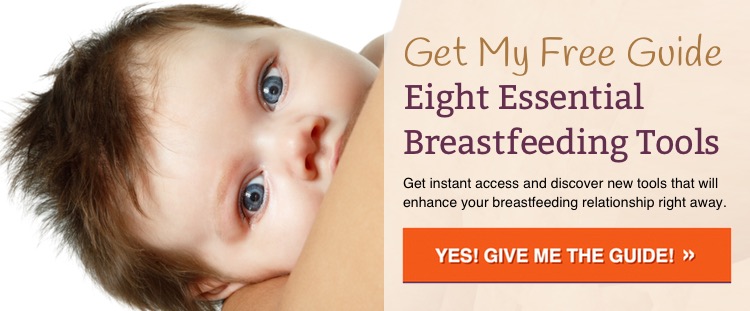 Get My Free Guide
Eight Essential
Breastfeeding Tools
Get instant access and discover new tools that will
enhance your breastfeeding relationship right away.
YES! GIVE ME THE GUIDE! »